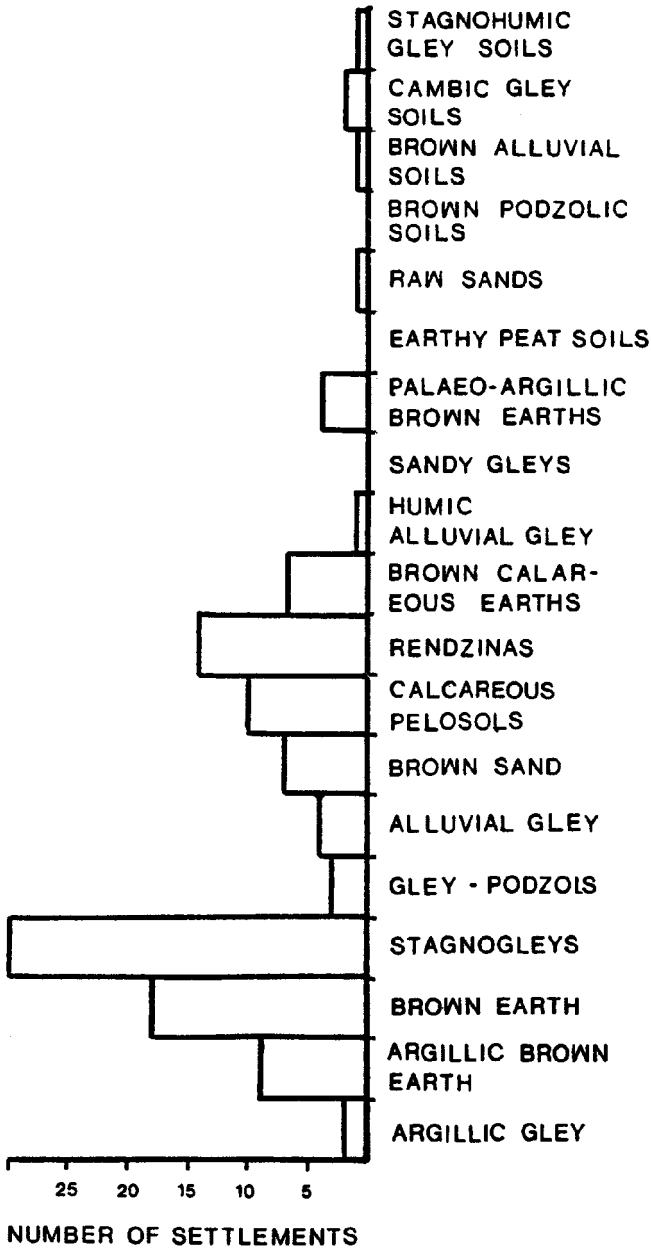 STAGNOHUMIC
GLEY SOILS
CAMBIC GLEY
SOILS
BROWN ALLUVIAL
SOILS
BROWN PODZOLIC
SOILS
RAW SANDS
EARTHY PEAT SOILS
PALAEO-ARGILLIC
BROWN EARTHS
SANDY GLEYS
HUMIC
ALLUVIAL GLEY
BROWN CALAR-
EOUS EARTHS
RENDZINAS
CALCAREOUS
PELOSOLS
BROWN SAND
ALLUVIAL GLEY
GLEY - PODZOLS
STAGNOGLEYS
BROWN EARTH
ARGILLIC BROWN
EARTH
ARGILLIC GLEY
25 20 15 10 5
NUMBER OF SETTLEMENTS